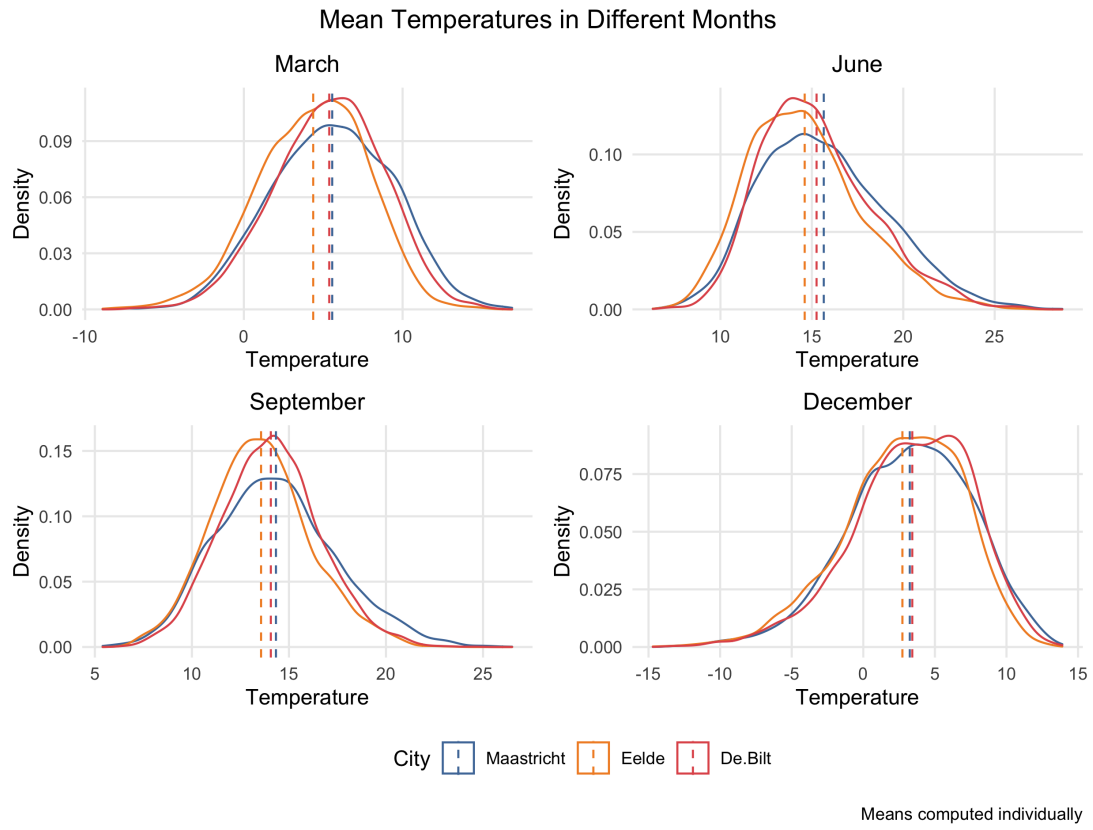 Mean Temperatures in Different Months
March
Density
0.09
0.06
0.03
0.00
-10 0 10
Temperature
June
Density
0.10
0.05
0.00
10 15 20 25
Temperature
September
Density
0.15
0.10
0.05
0.00
5 10 15 20 25
Temperature
December
Density
0.075
0.050
0.025
0.000
-15 -10 -5 0 5 10 15
Temperature
City Maastricht Eelde De.Bilt
Means computed individually